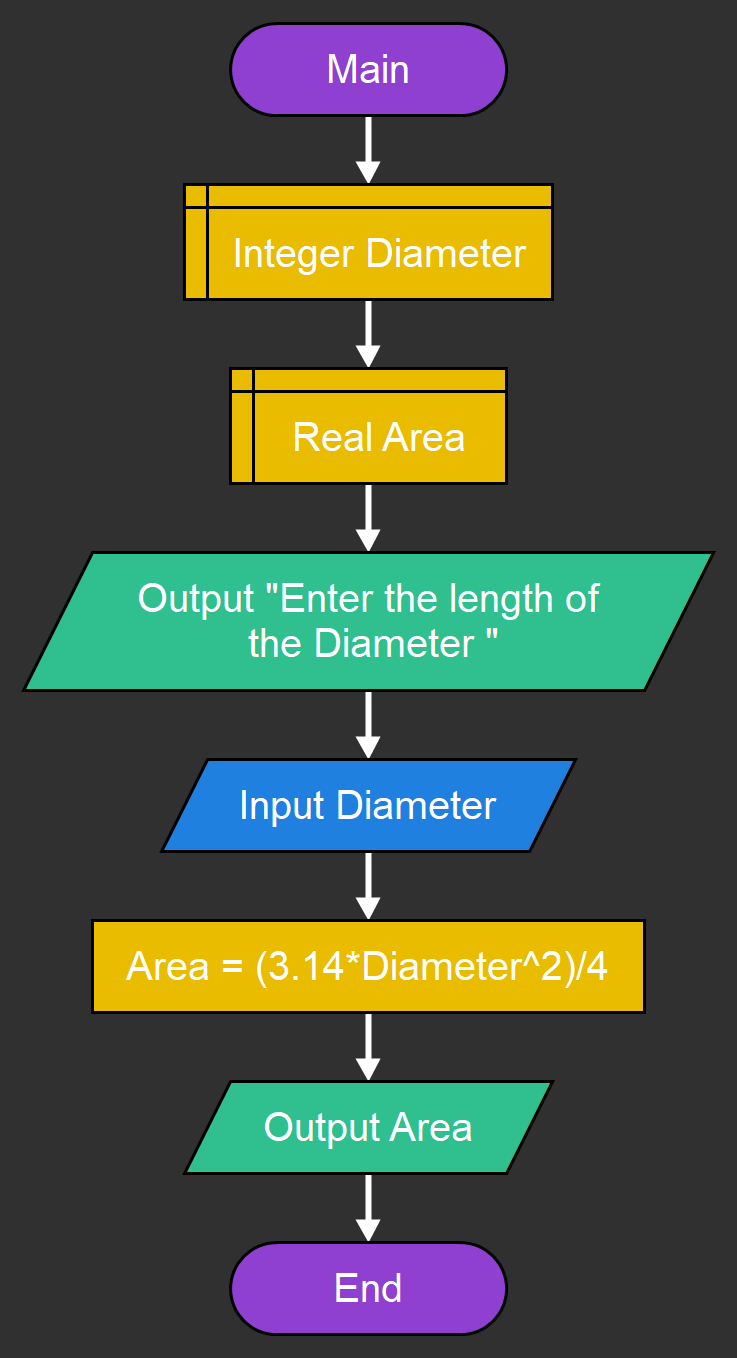 Main
Integer Diameter
Real Area
Output "Enter the length of
the Diameter "
Input Diameter
Area = (3.14*Diameter^2)/4
Output Area
End